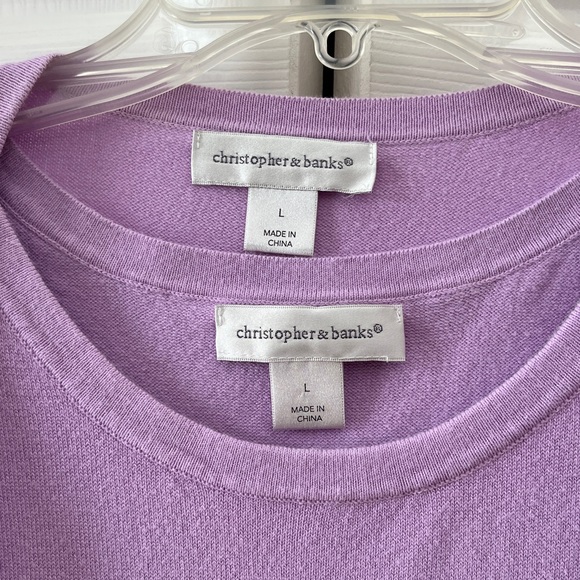 christopher & banks®
L
MADE IN
CHINA
christopher & banks®
L
MADE IN
CHINA